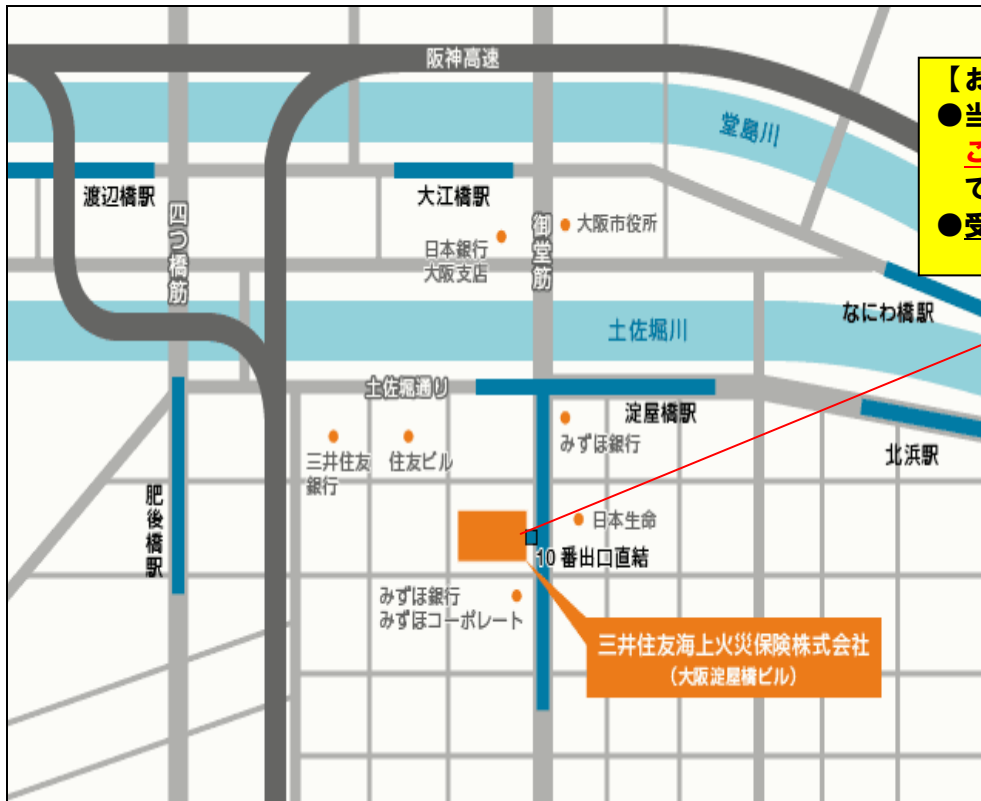 阪神高速
【お
●当
こ
て
●受
堂島川
渡辺橋駅
大江橋駅
四つ橋筋
御堂筋
大阪市役所
日本銀行
大阪支店
なにわ橋駅
土佐堀川
土佐堀通り
淀屋橋駅
みずほ銀行
北浜駅
三井住友
銀行
住友ビル
肥後橋駅
日本生命
10番出口直結
みずほ銀行
みずほコーポレート
三井住友海上火災保険株式会社
（大阪淀屋橋ビル）